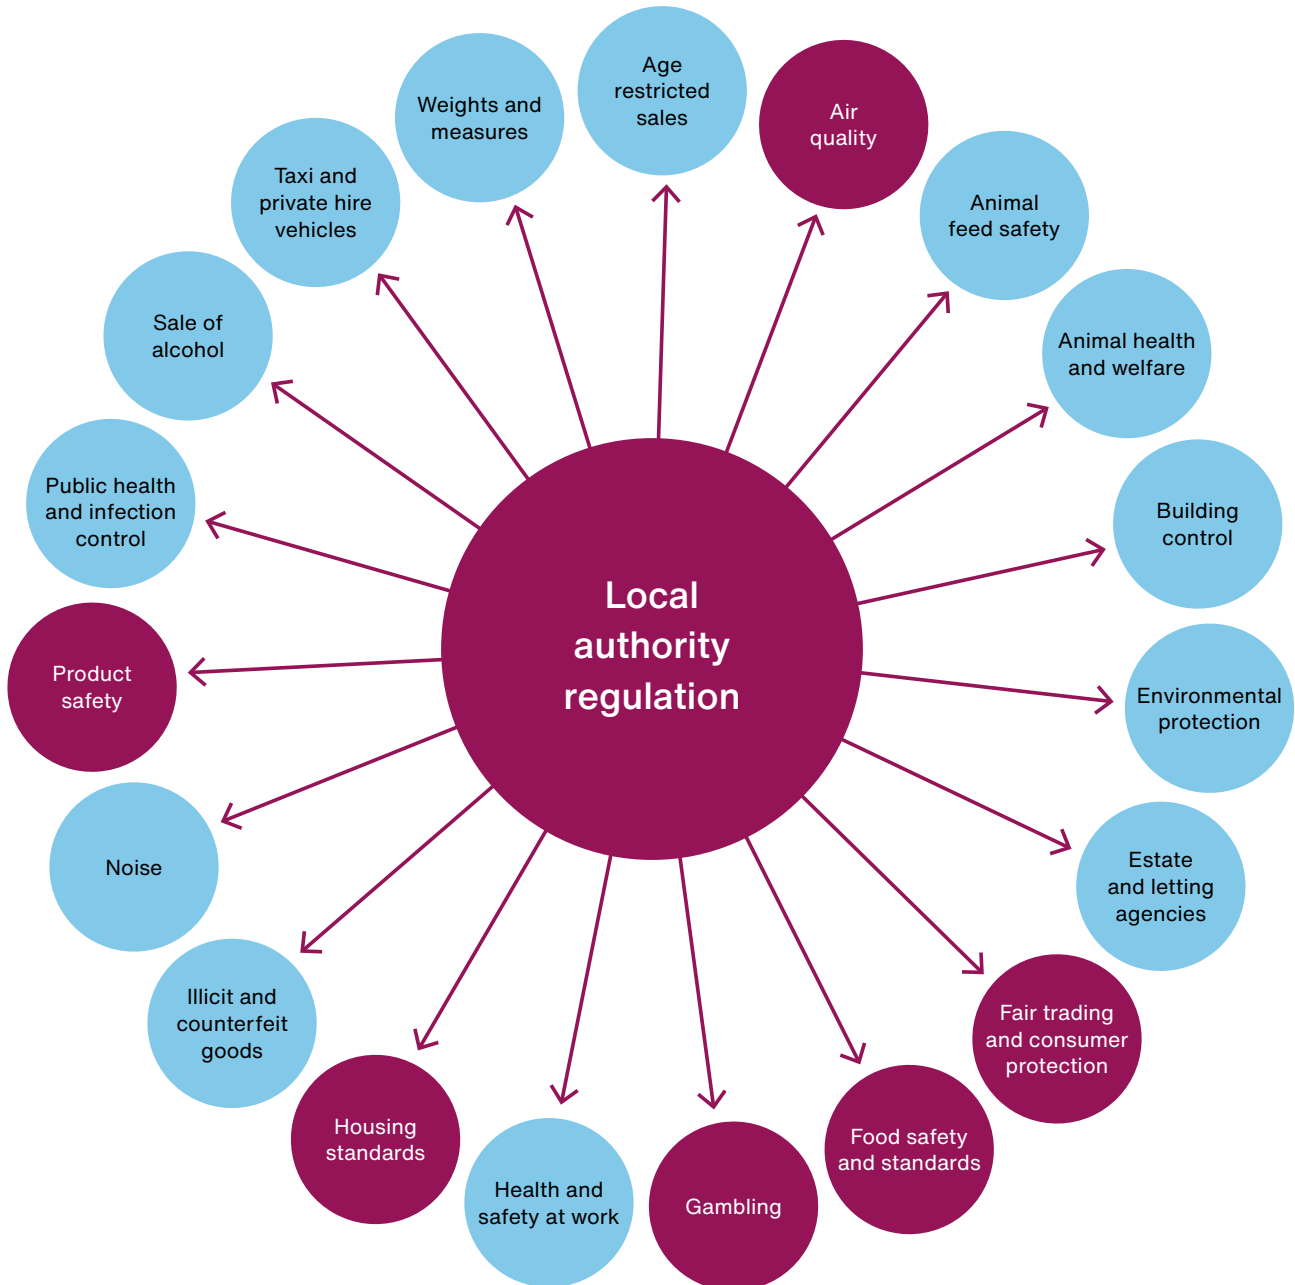 Age
restricted
sales
Air
quality
Animal
feed safety
Animal health
and welfare
Building
control
Environmental
protection
Estate
and letting
agencies
Fair trading
and consumer
protection
Food safety
and standards
Gambling
Health and
safety at work
Housing
standards
Illicit and
counterfeit
goods
Noise
Product
safety
Public health
and infection
control
Sale of
alcohol
Taxi and
private hire
vehicles
Weights and
measures
Local
authority
regulation